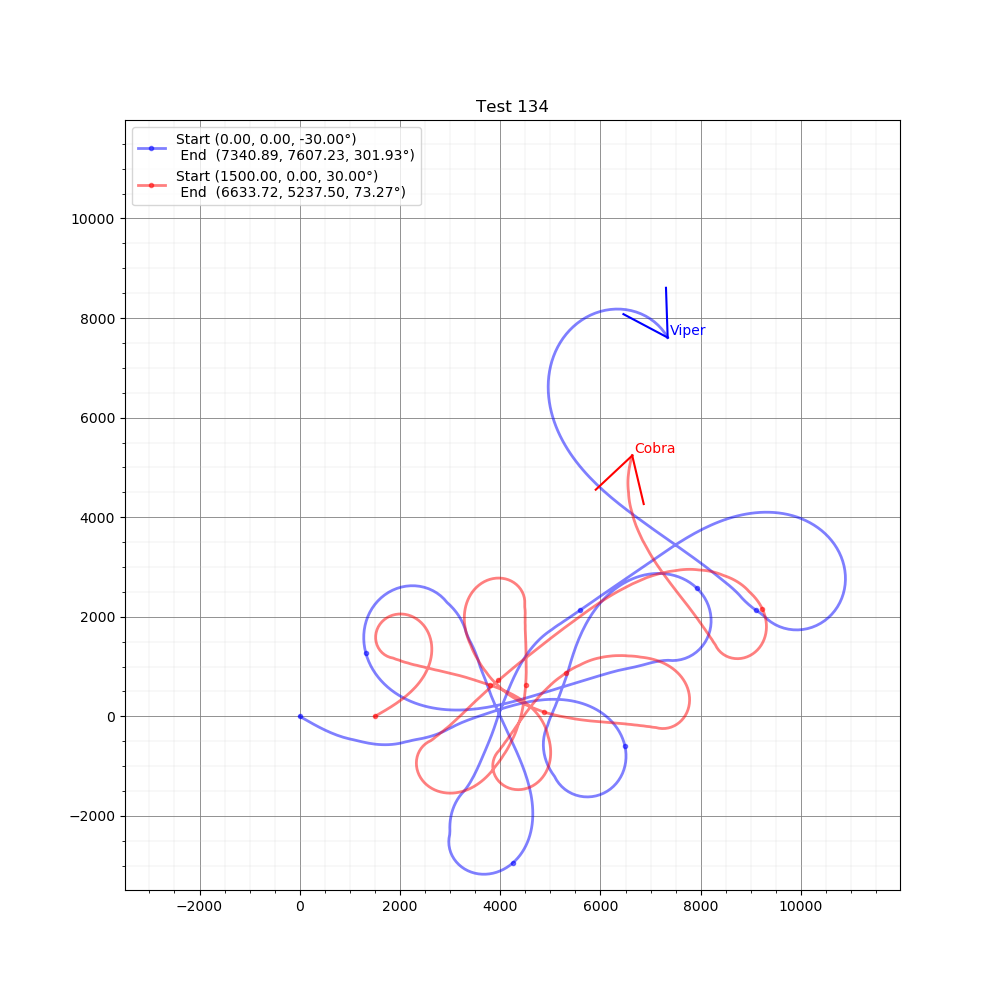 Test 134
Start (0.00, 0.00, -30.00°)
End (7340.89, 7607.23, 301.93°)
Start (1500.00, 0.00, 30.00°)
End (6633.72, 5237.50, 73.27°)
10000
8000
6000
4000
2000
0
−2000
Viper
Cobra
−2000 0 2000 4000 6000 8000 10000